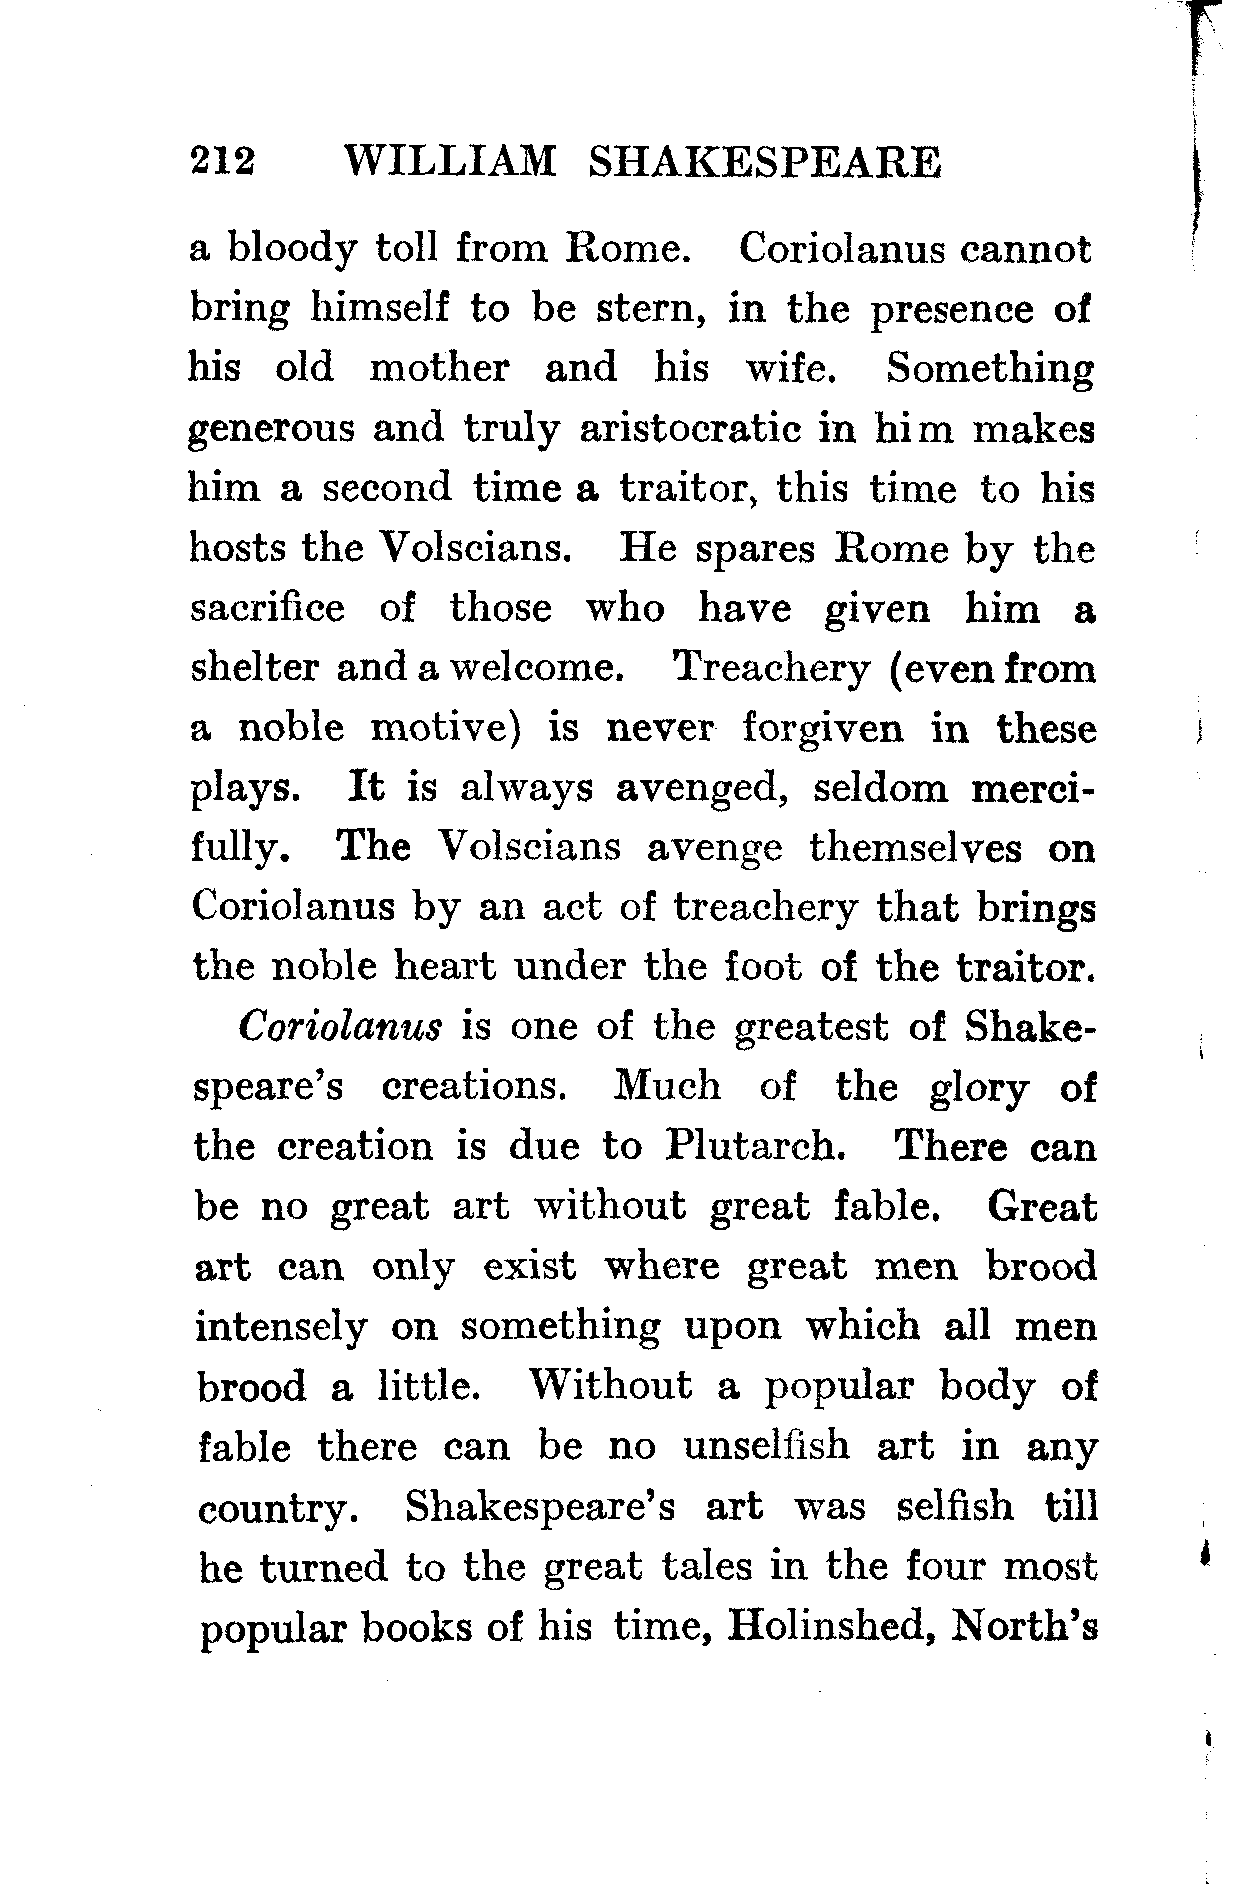 212 WILLIAM SHAKESPEARE
a bloody toll from Rome. Coriolanus cannot
bring himself to be stern, in the presence of
his old mother and his wife. Something
generous and truly aristocratic in him makes
him a second time a traitor, this time to his
hosts the Volscians. He spares Rome by the
sacrifice of those who have given him a
shelter and a welcome. Treachery (even from
a noble motive) is never forgiven in these
plays. It is always avenged, seldom merci-
fully. The Volscians avenge themselves on
Coriolanus by an act of treachery that brings
the noble heart under the foot of the traitor.
Coriolanus is one of the greatest of Shake-
speare's creations. Much of the glory of
the creation is due to Plutarch. There can
be no great art without great fable. Great
art can only exist where great men brood
intensely on something upon which all men
brood a little. Without a popular body of
fable there can be no unselfish art in any
country. Shakespeare's art was selfish till
he turned to the great tales in the four most
popular books of his time, Holinshed, North's